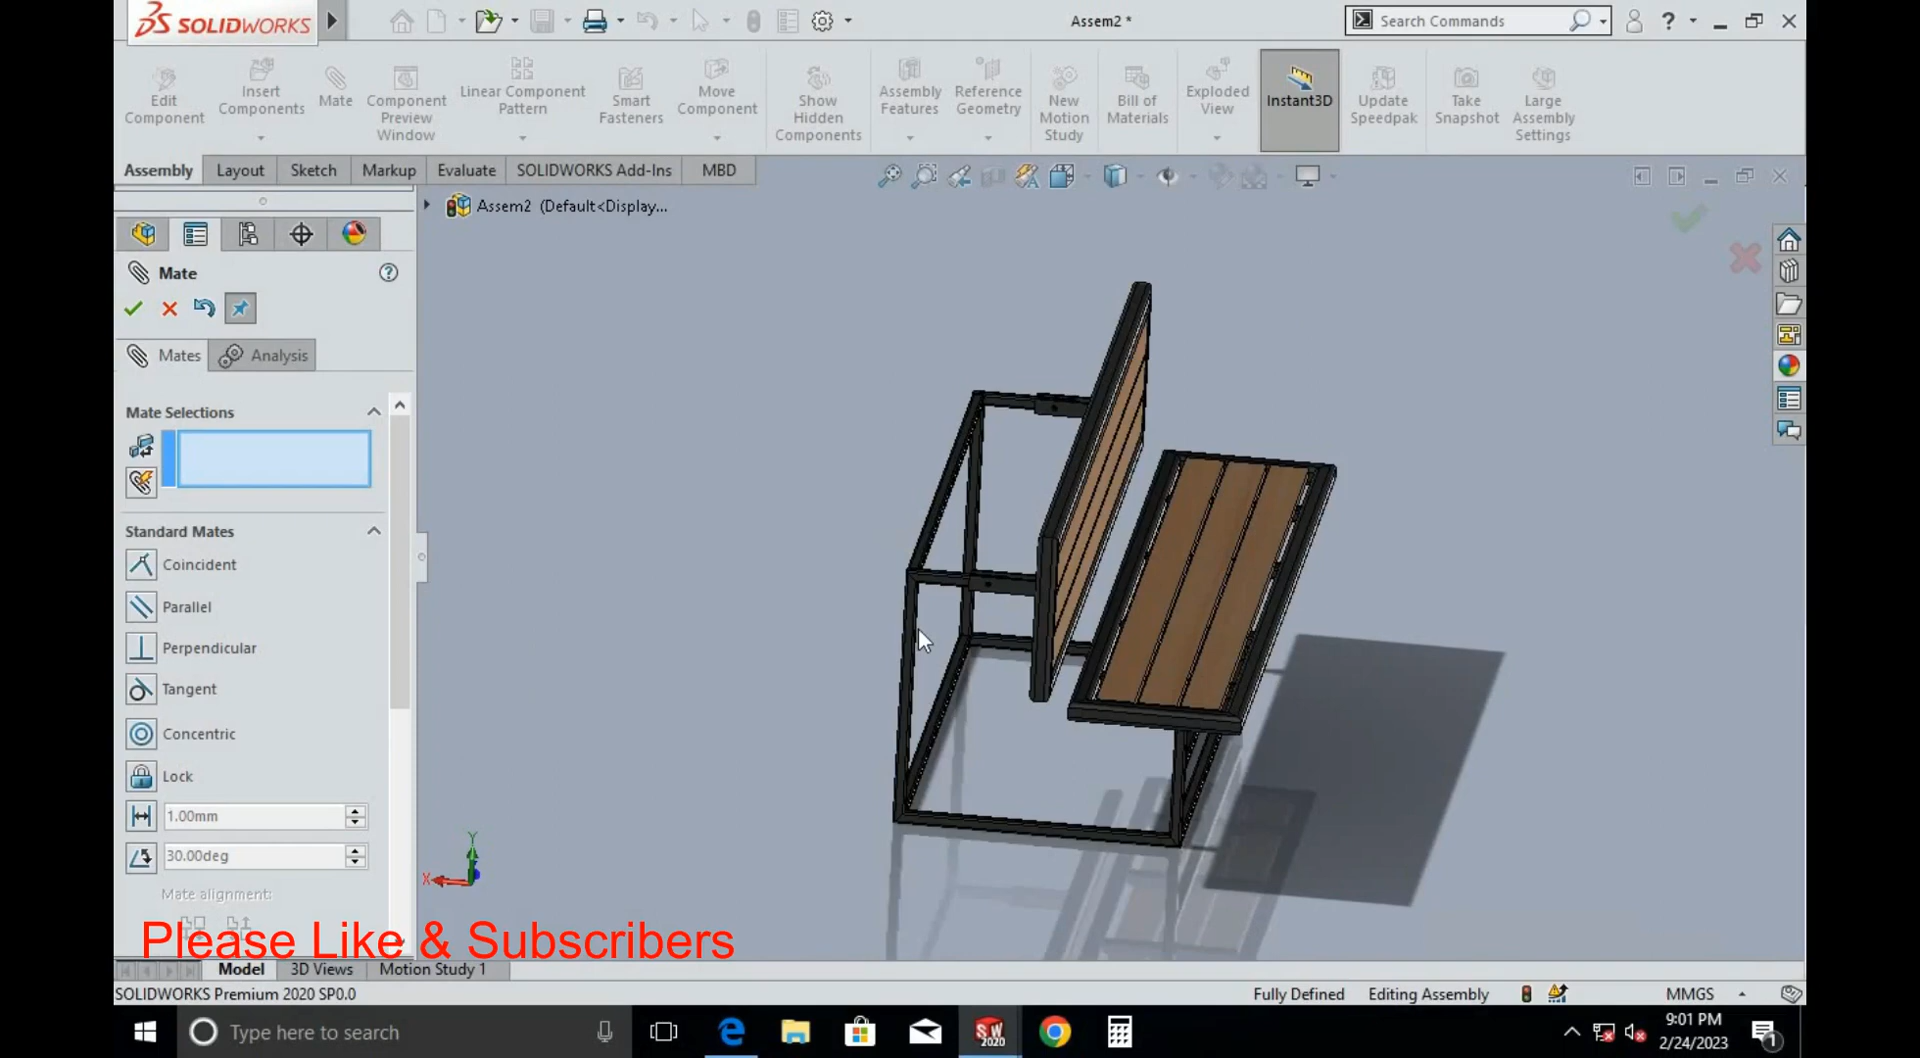 SOLIDWORKS
Assem2 *
Search Commands
?
Edit
Component
Insert
Components
Mate
Component
Preview
Window
Linear Component
Pattern
Smart
Fasteners
Move
Component
Show
Hidden
Components
Assembly
Features
Reference
Geometry
New
Motion
Study
Bill of
Materials
Exploded
View
Instant3D
Update
Speedpak
Take
Snapshot
Large
Assembly
Settings
Assembly
Layout
Sketch
Markup
Evaluate
SOLIDWORKS Add-Ins
MBD
Assem2 (Default<Display...
Mate
?
Mates
Analysis
Mate Selections
Standard Mates
Coincident
Parallel
Perpendicular
Tangent
Concentric
Lock
1.00mm
30.00deg
Mate alignment:
Y
X
Please Like & Subscribers
Model
3D Views
Motion Study 1
SOLIDWORKS Premium 2020 SP0.0
Fully Defined
Editing Assembly
MMGS
Type here to search
SW
2020
9:01 PM
2/24/2023
1